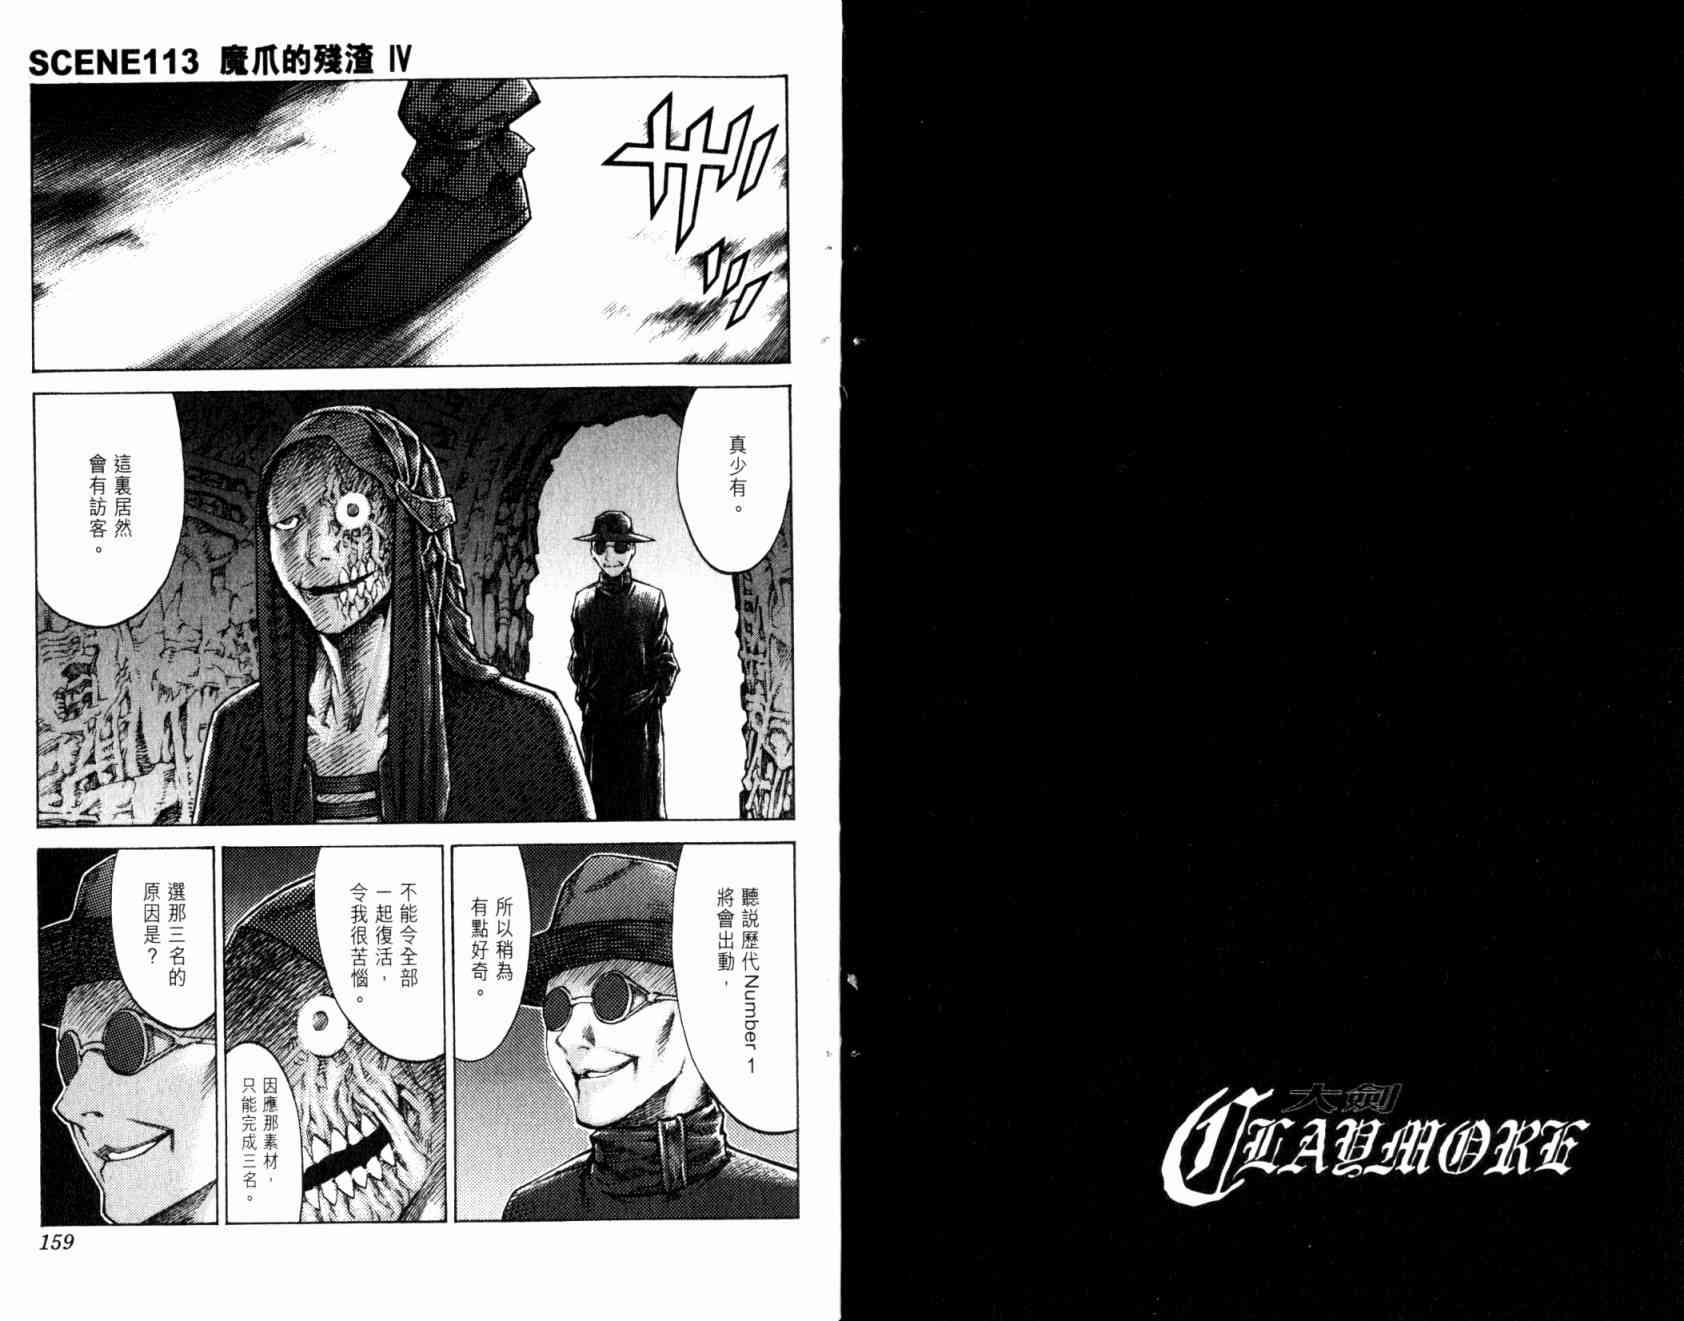 大劍
CLAYMORE
SCENE113 魔爪的殘渣 Ⅳ
ザッ
真少有。
這裏居然
會有訪客。
聽説歷代Number 1
將會出動，
所以稍為
有點好奇。
不能令全部
一起復活，
令我很苦惱。
因應那素材，
只能完成三名。
選那三名的
原因是？
159